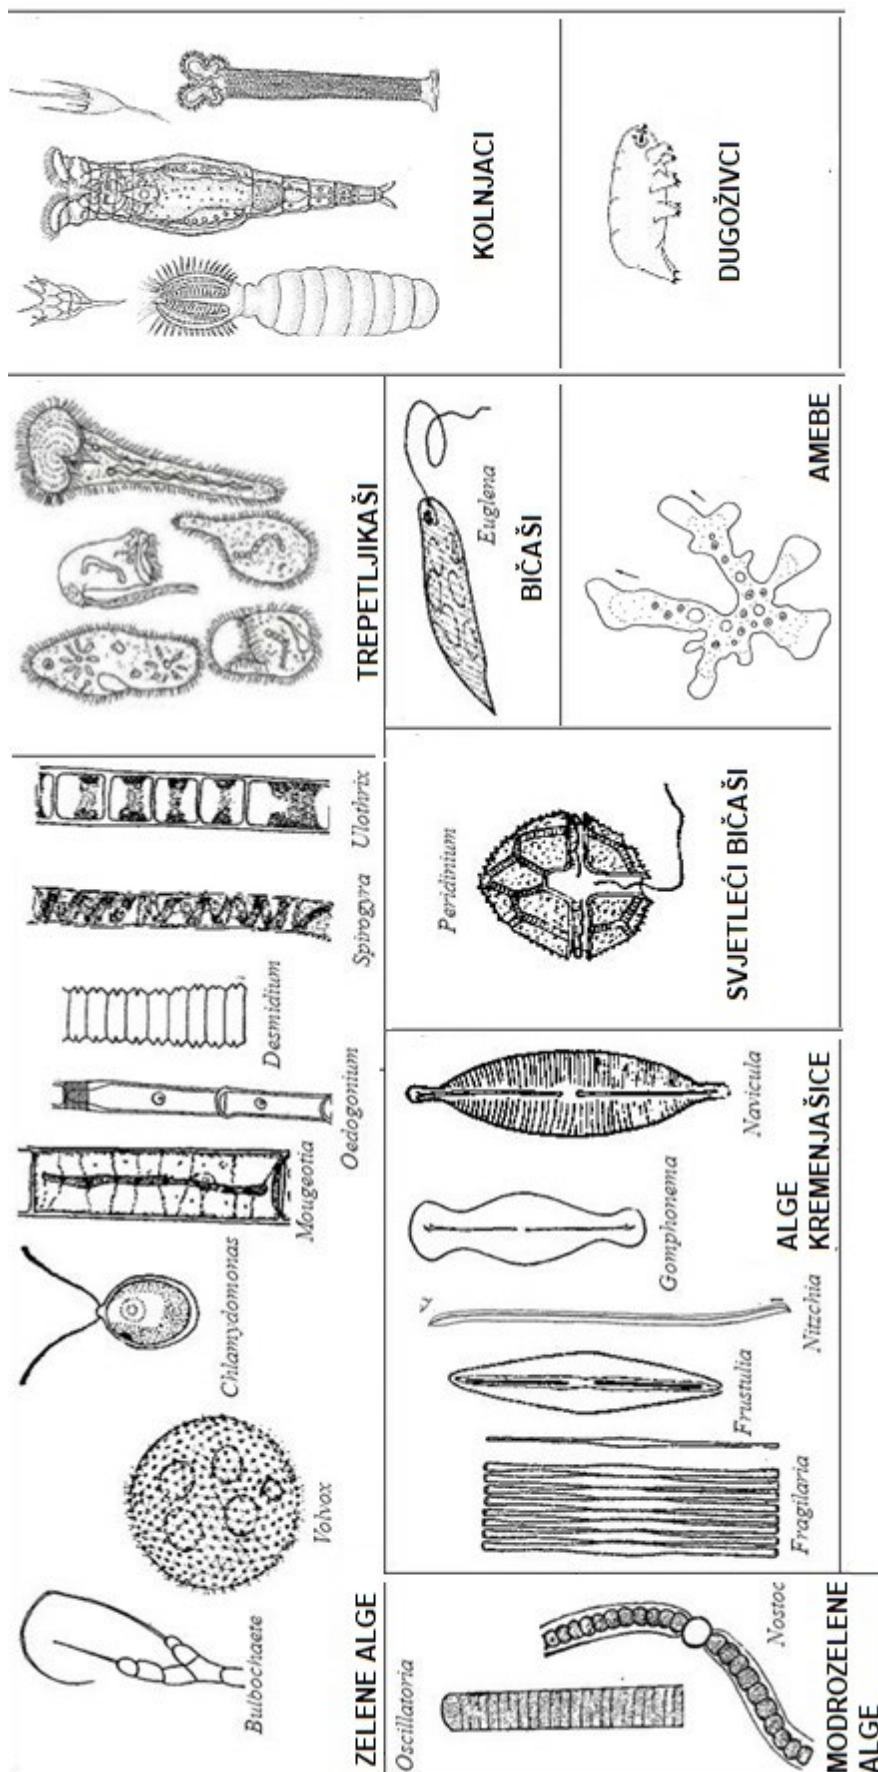 Bulbochaete
Volvox
Chlamydomonas
Mougeotia
Oedogonium
Desmidium
Spirogyra
Ulothrix
ZELENE ALGE
TREPETLJIKAŠI
KOLNJACI
Oscillatoria
Nostoc
MODROZELENE
ALGE
Fragilaria
Frustulia
Nitzchia
Gomphonema
Navicula
ALGE
KREMENJAŠICE
Peridinium
SVJETLEĆI BIČAŠI
Euglena
BIČAŠI
AMEBE
DUGOŽIVCI